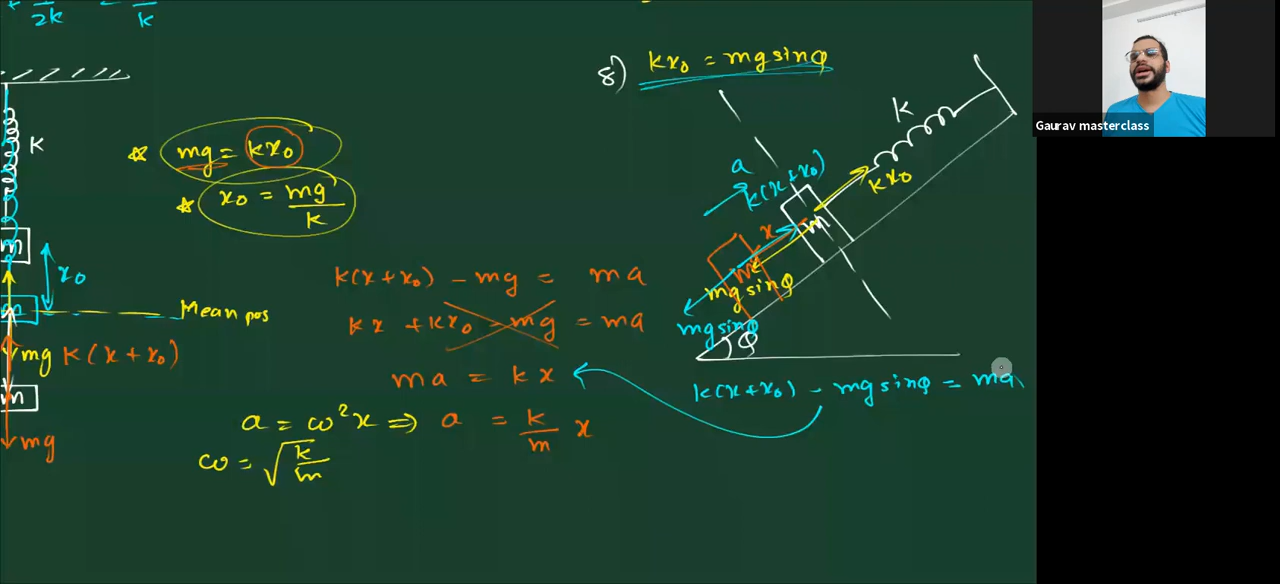 2k
k
K
x0
mg = kx0
x0 = mg/k
Mean pos
mg
K(x+x0)
mg
k(x+x0) - mg = ma
kx + kx0 - mg = ma
ma = kx
a = ω²x ⇒ a = k/m x
ω = √k/m
8) kx0 = mg sinφ
K
a
k(x+x0)
kx0
x
m
m
mg sinφ
mg sinφ
φ
k(x+x0) - mg sinφ = ma
Gaurav masterclass